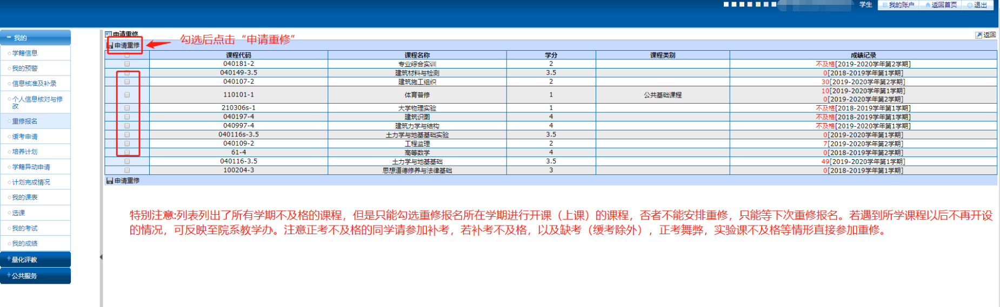 学生 我的账户 返回首页 退出
我的
学籍信息
我的预警
信息核准及补录
个人信息核对与修
改
重修报名
缓考申请
培养计划
学籍异动申请
计划完成情况
我的课表
选课
我的考试
我的成绩
量化评教
公共服务
申请重修
返回
申请重修
勾选后点击“申请重修”
课程代码 课程名称 学分 课程类别 成绩记录
040181-2 专业综合实训 2 不及格[2019-2020学年第2学期]
040149-3.5 建筑材料与检测 3.5 0[2018-2019学年第1学期]
040107-2 建筑施工组织 2 30[2019-2020学年第2学期]
110101-1 体育普修 1 公共基础课程 10[2019-2020学年第1学期]
0[2019-2020学年第2学期]
210306s-1 大学物理实验 1 不及格[2019-2020学年第1学期]
040197-4 建筑识图 4 不及格[2018-2019学年第1学期]
040997-4 建筑力学与结构 4 不及格[2019-2020学年第1学期]
040116s-3.5 土力学与地基基础实验 3.5 0[2019-2020学年第1学期]
040109-2 工程监理 2 7[2019-2020学年第2学期]
61-4 高等数学 4 0[2018-2019学年第2学期]
040116-3.5 土力学与地基基础 3.5 49[2019-2020学年第1学期]
100204-3 思想道德修养与法律基础 3 0[2018-2019学年第1学期]
申请重修
特别注意:列表列出了所有学期不及格的课程，但是只能勾选重修报名所在学期进行开课（上课）的课程，否者不能安排重修，只能等下次重修报名。若遇到所学课程以后不再开设
的情况，可反映至院系教学办。注意正考不及格的同学请参加补考，若补考不及格，以及缺考（缓考除外），正考舞弊，实验课不及格等情形直接参加重修。